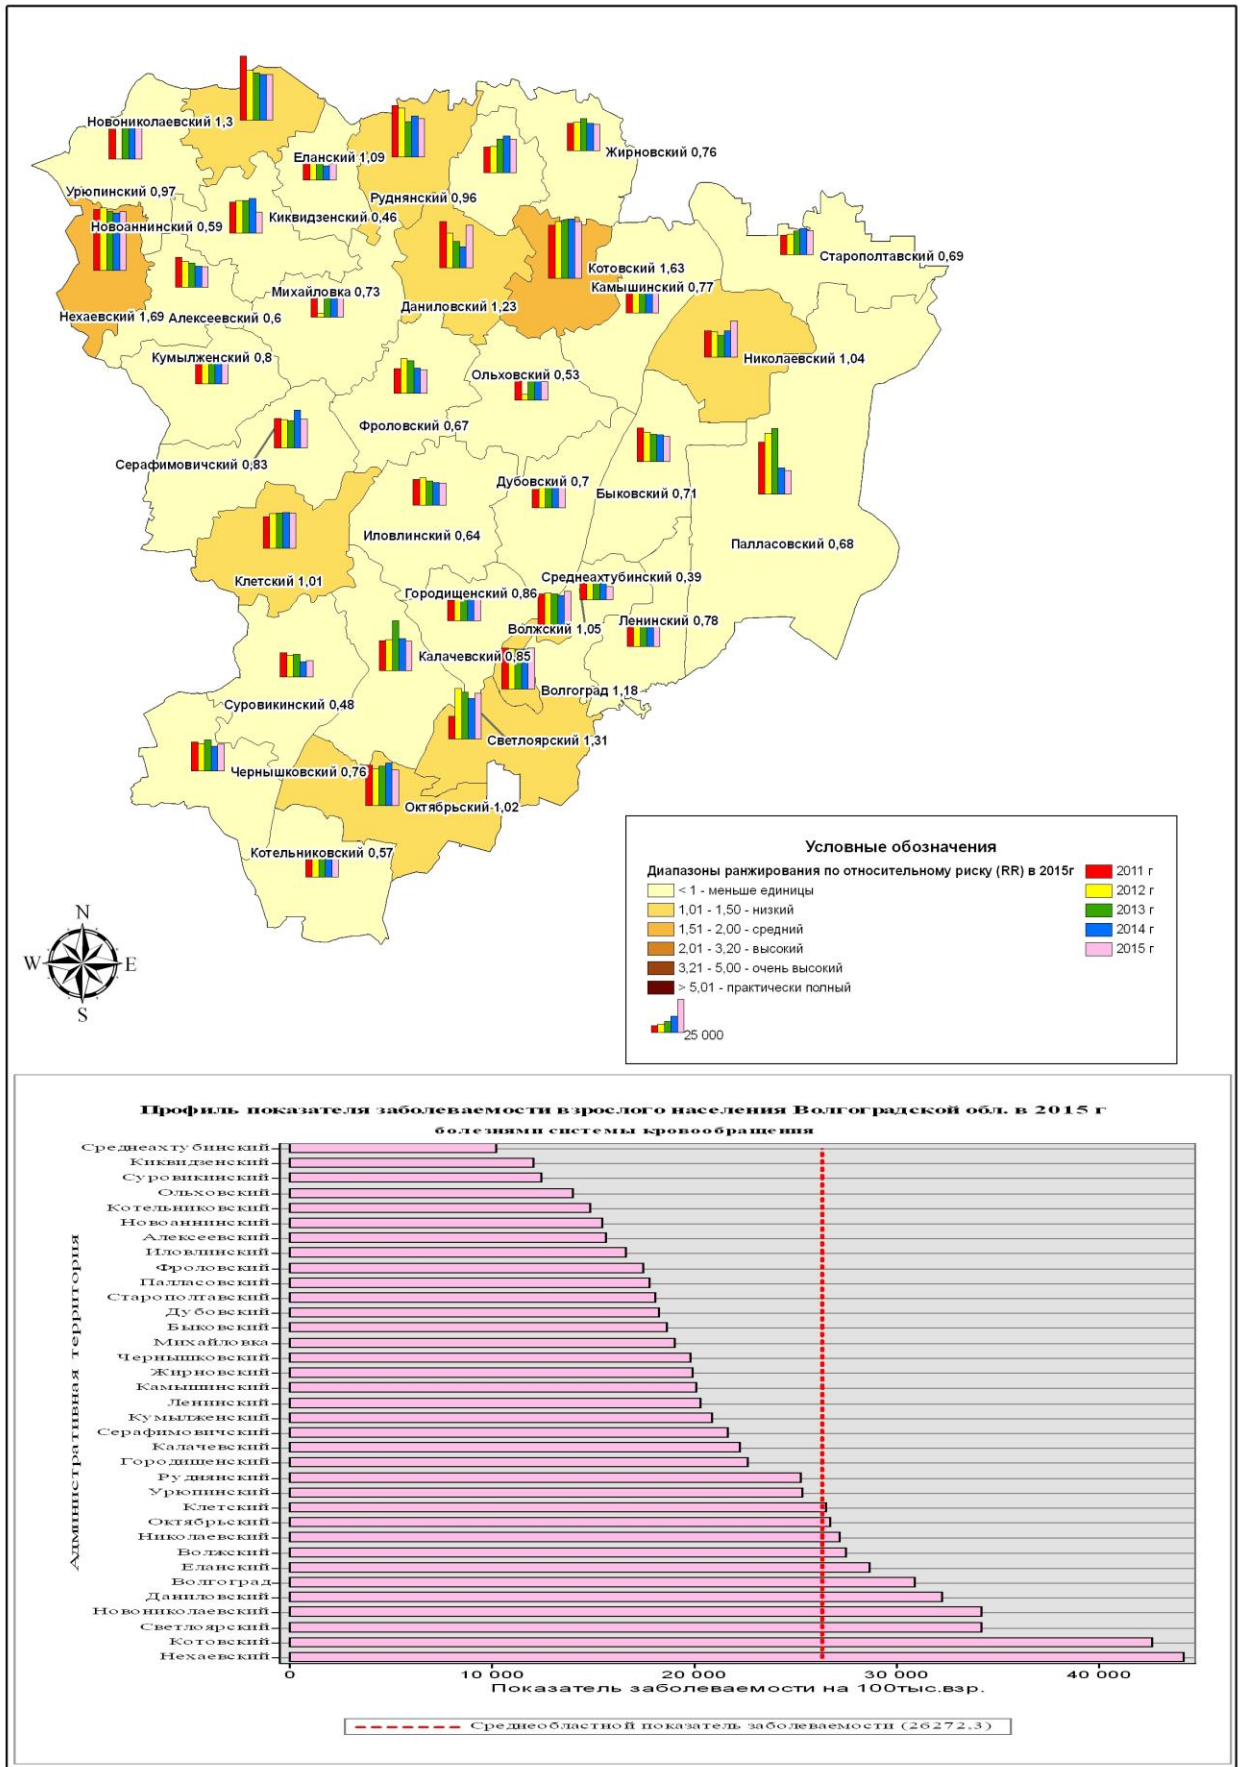 Новониколаевский 1,3
Еланский 1,09
Жирновский 0,76
Урюпинский 0,97
Руднянский 0,96
Новоаннинский 0,59
Киквидзенский 0,46
Старополтавский 0,69
Котовский 1,63
Камышинский 0,77
Михайловка 0,73
Даниловский 1,23
Нехаевский 1,69
Алексеевский 0,6
Кумылженский 0,8
Николаевский 1,04
Ольховский 0,53
Фроловский 0,67
Серафимовичский 0,83
Дубовский 0,7
Быковский 0,71
Иловлинский 0,64
Палласовский 0,68
Клетский 1,01
Среднеахтубинский 0,39
Городищенский 0,86
Волжский 1,05
Ленинский 0,78
Калачевский 0,85
Волгоград 1,18
Суровикинский 0,48
Светлоярский 1,31
Чернышковский 0,76
Октябрьский 1,02
Котельниковский 0,57
N
W E
S
Условные обозначения
Диапазоны ранжирования по относительному риску (RR) в 2015г
< 1 - меньше единицы
1,01 - 1,50 - низкий
1,51 - 2,00 - средний
2,01 - 3,20 - высокий
3,21 - 5,00 - очень высокий
> 5,01 - практически полный
25 000
2011 г
2012 г
2013 г
2014 г
2015 г
Профиль показателя заболеваемости взрослого населения Волгоградской обл. в 2015 г
болезнями системы кровообращения
Административная территория
Среднеахтубинский
Киквидзенский
Суровикинский
Ольховский
Котельниковский
Новоаннинский
Алексеевский
Иловлинский
Фроловский
Палласовский
Старополтавский
Дубовский
Быковский
Михайловка
Чернышковский
Жирновский
Камышинский
Ленинский
Кумылженский
Серафимовичский
Калачевский
Городищенский
Руднянский
Урюпинский
Клетский
Октябрьский
Николаевский
Волжский
Еланский
Волгоград
Даниловский
Новониколаевский
Светлоярский
Котовский
Нехаевский
0 10 000 20 000 30 000 40 000
Показатель заболеваемости на 100тыс.взр.
Среднеобластной показатель заболеваемости (26272,3)